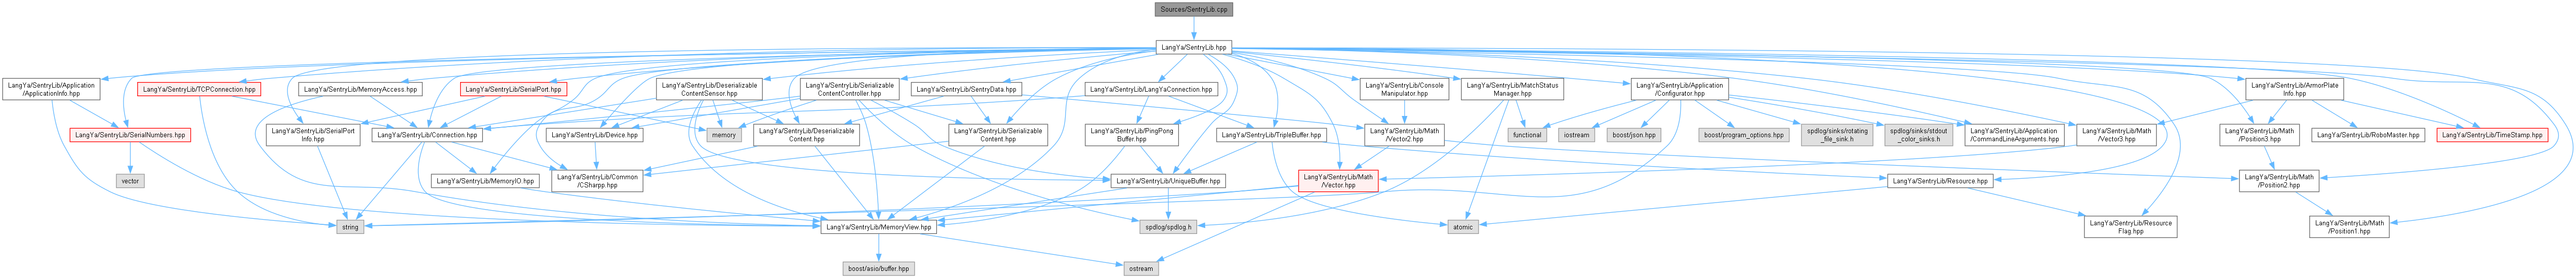 Sources/SentryLib.cpp
LangYa/SentryLib.hpp
LangYa/SentryLib/Application
/ApplicationInfo.hpp
LangYa/SentryLib/TCPConnection.hpp
LangYa/SentryLib/MemoryAccess.hpp
LangYa/SentryLib/SerialPort.hpp
LangYa/SentryLib/Deserializable
ContentSensor.hpp
LangYa/SentryLib/Serializable
ContentController.hpp
LangYa/SentryLib/SentryData.hpp
LangYa/SentryLib/LangYaConnection.hpp
LangYa/SentryLib/Console
Manipulator.hpp
LangYa/SentryLib/MatchStatus
Manager.hpp
LangYa/SentryLib/Application
/Configurator.hpp
LangYa/SentryLib/ArmorPlate
Info.hpp
LangYa/SentryLib/SerialNumbers.hpp
LangYa/SentryLib/SerialPort
Info.hpp
LangYa/SentryLib/Connection.hpp
LangYa/SentryLib/Device.hpp
memory
LangYa/SentryLib/Deserializable
Content.hpp
LangYa/SentryLib/Serializable
Content.hpp
LangYa/SentryLib/PingPong
Buffer.hpp
LangYa/SentryLib/TripleBuffer.hpp
LangYa/SentryLib/Math
/Vector2.hpp
functional
iostream
boost/json.hpp
boost/program_options.hpp
spdlog/sinks/rotating
_file_sink.h
spdlog/sinks/stdout
_color_sinks.h
LangYa/SentryLib/Application
/CommandLineArguments.hpp
LangYa/SentryLib/Math
/Vector3.hpp
LangYa/SentryLib/Math
/Position3.hpp
LangYa/SentryLib/RoboMaster.hpp
LangYa/SentryLib/TimeStamp.hpp
vector
LangYa/SentryLib/MemoryIO.hpp
LangYa/SentryLib/Common
/CSharpp.hpp
LangYa/SentryLib/UniqueBuffer.hpp
LangYa/SentryLib/Math
/Vector.hpp
LangYa/SentryLib/Resource.hpp
LangYa/SentryLib/Math
/Position2.hpp
string
LangYa/SentryLib/MemoryView.hpp
spdlog/spdlog.h
atomic
LangYa/SentryLib/Resource
Flag.hpp
LangYa/SentryLib/Math
/Position1.hpp
boost/asio/buffer.hpp
ostream